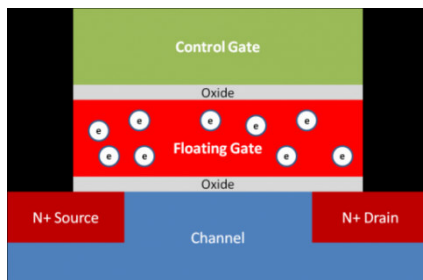 Control Gate
Oxide
e
e
e
e
e
e
e
e
e
Floating Gate
Oxide
N+ Source
N+ Drain
Channel